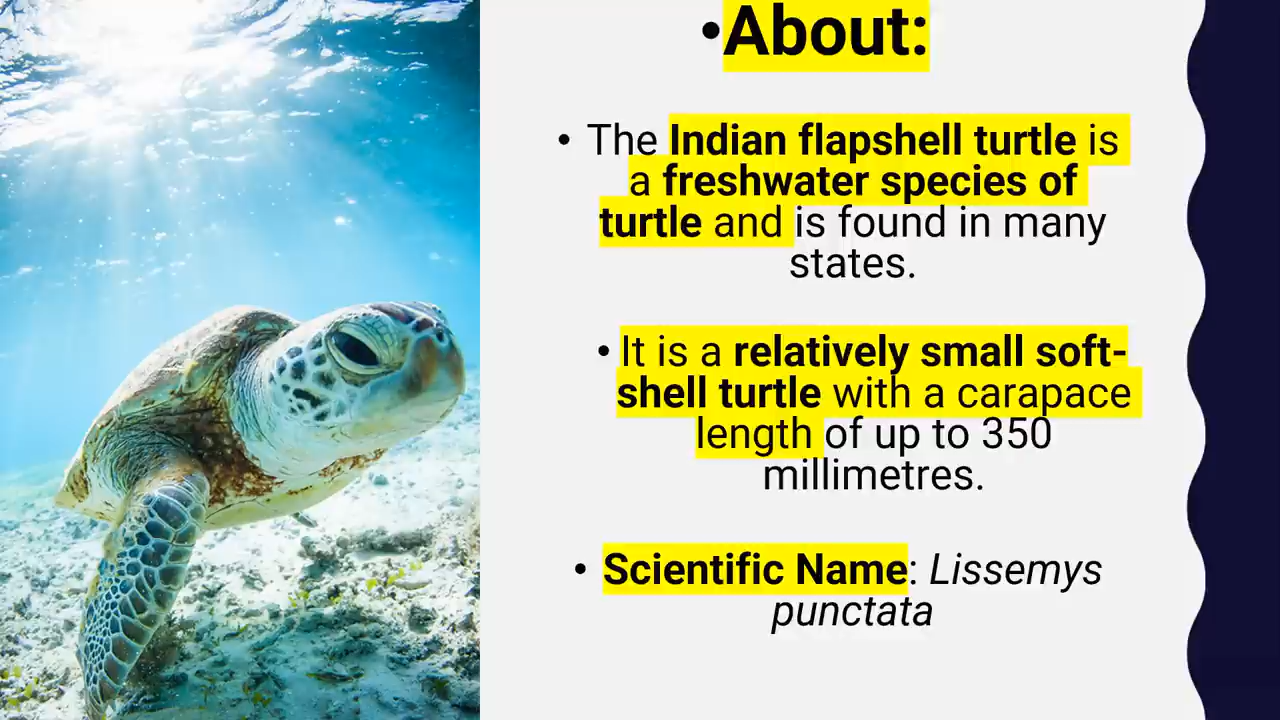 •About:
• The Indian flapshell turtle is
a freshwater species of
turtle and is found in many
states.
• It is a relatively small soft-
shell turtle with a carapace
length of up to 350
millimetres.
• Scientific Name: Lissemys
punctata